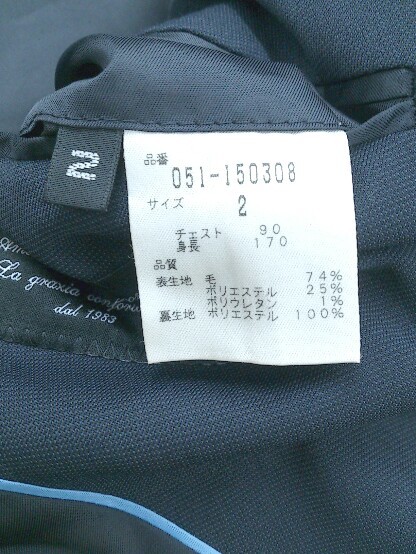 2
品番
051-150308
サイズ 2
チェスト 90
身長 170
品質
表生地 毛 74%
ポリエステル 25%
ポリウレタン 1%
裏生地 ポリエステル 100%
La grazia
dal 1983